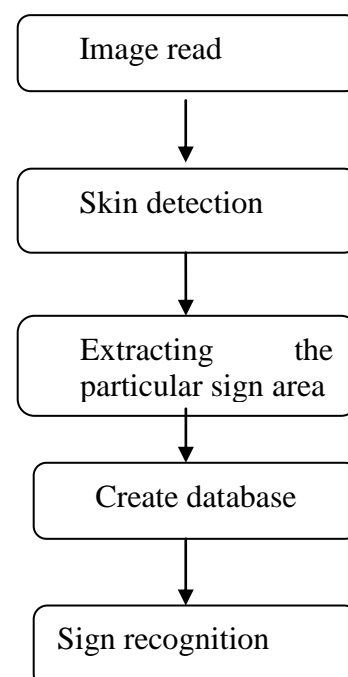 Image read
Skin detection
Extracting the
particular sign area
Create database
Sign recognition